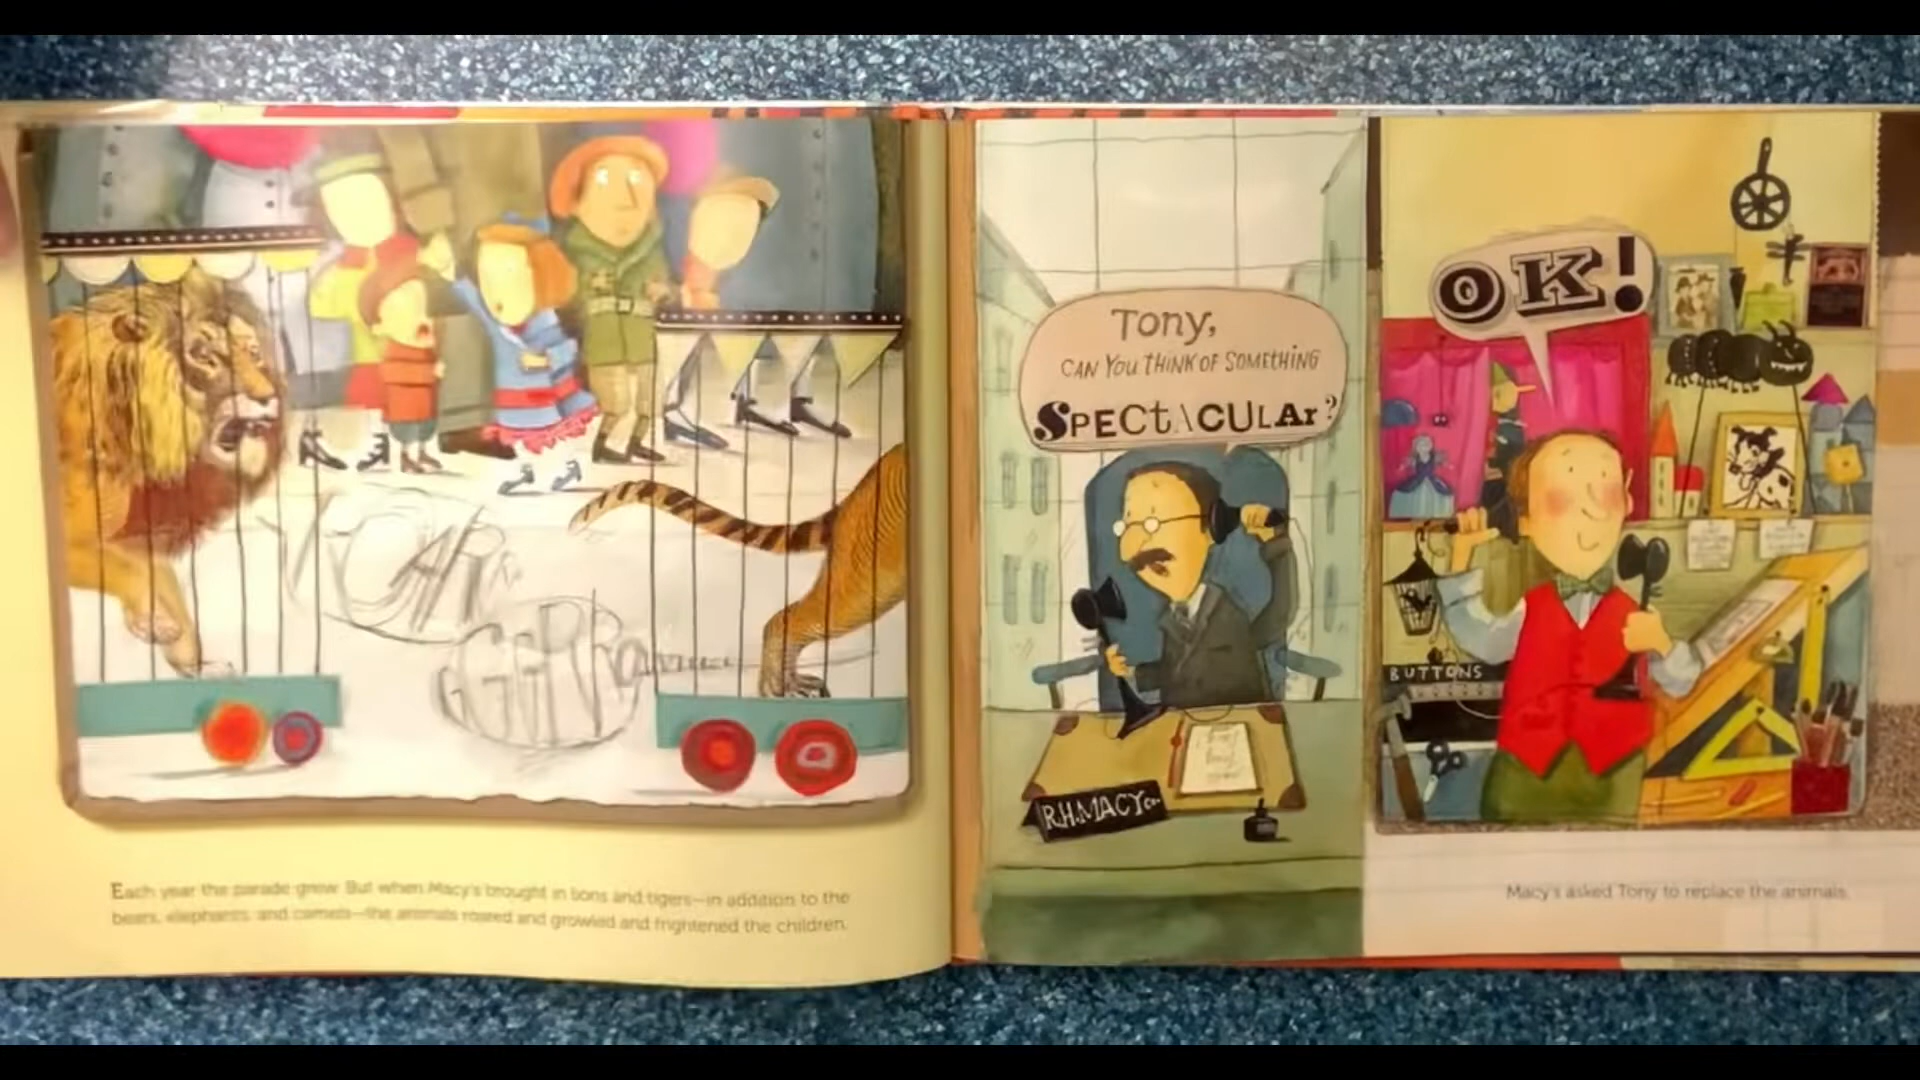 Each year the parade grew. But when Macy's brought in lions and tigers—in addition to the
bears, elephants, and camels—the animals roared and growled and frightened the children.
Tony,
CAN YOU THINK OF SOMETHING
SPECTACULAR?
R.H. MACY Co.
OK!
BUTTONS
Macy's asked Tony to replace the animals.